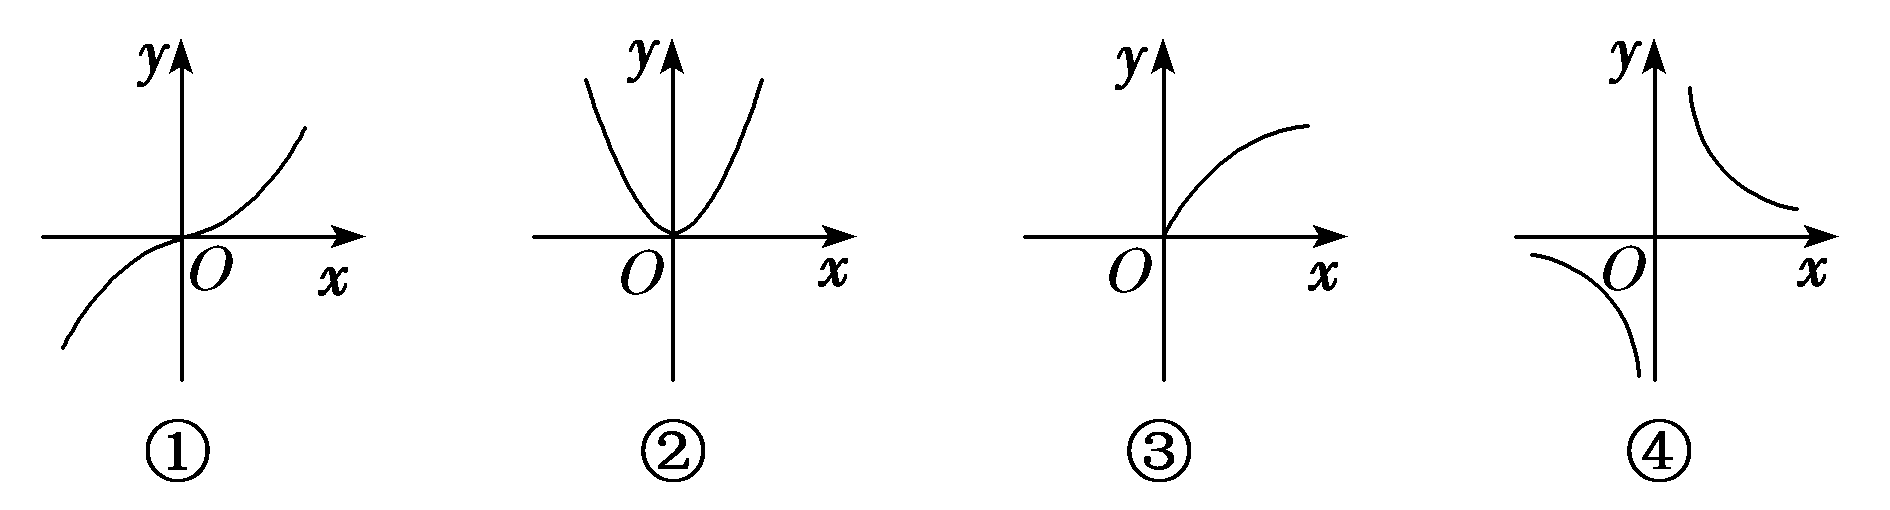 y y y y
O x O x O x O x
① ② ③ ④